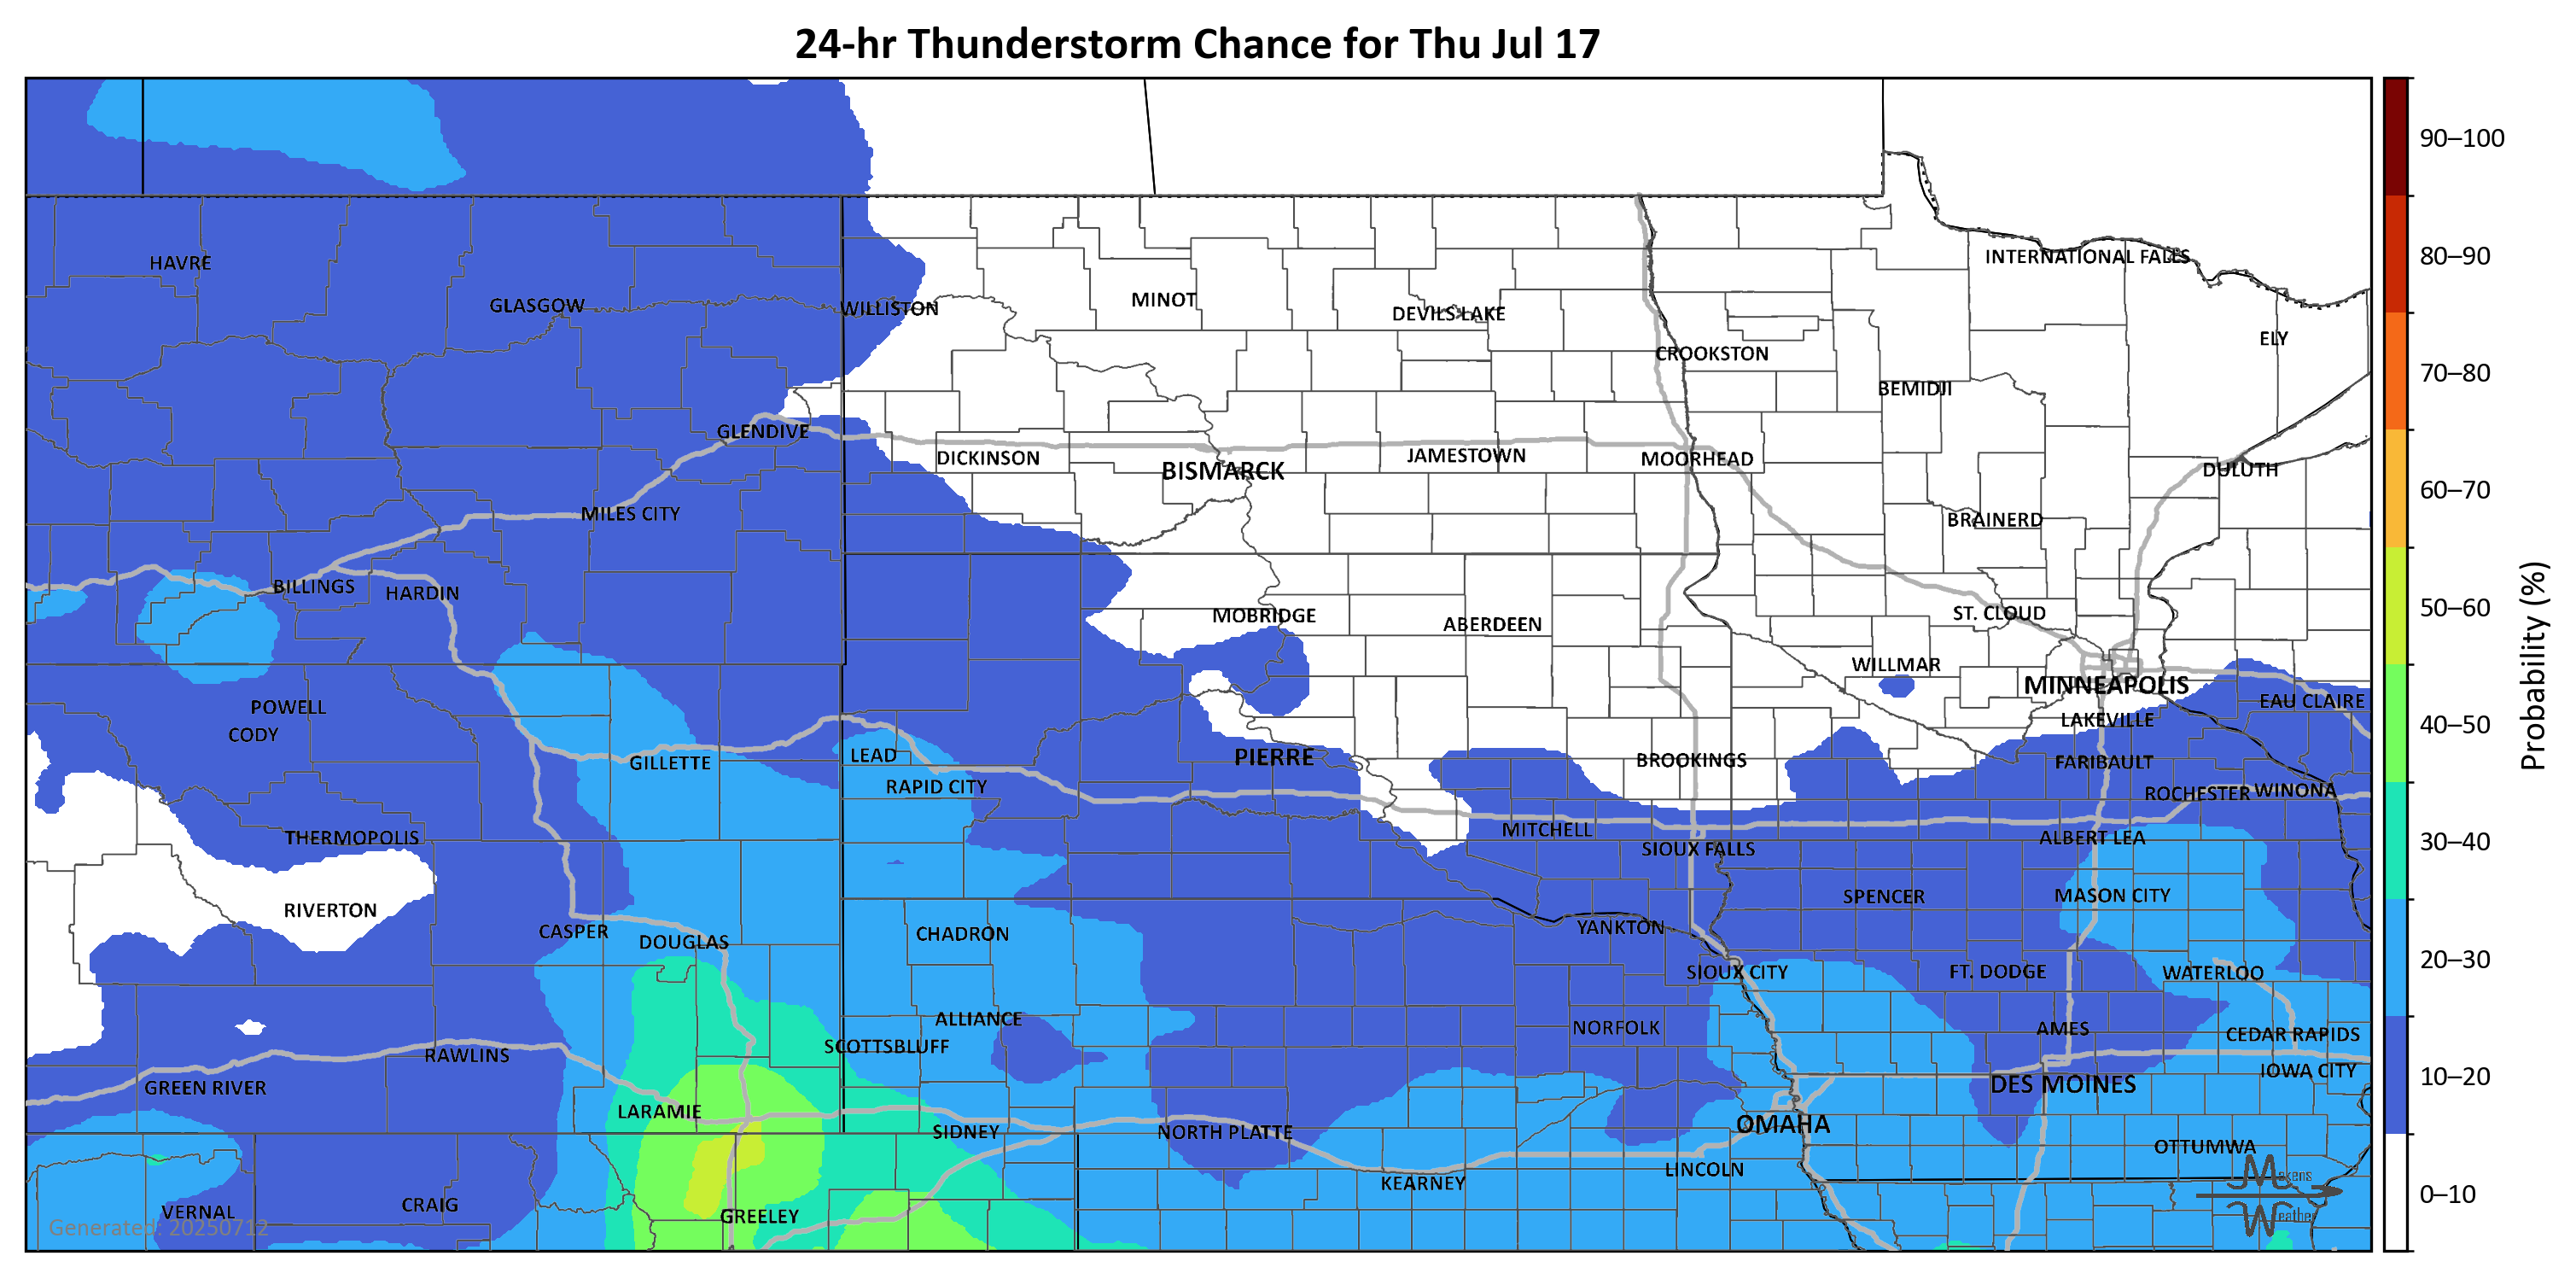 24-hr Thunderstorm Chance for Thu Jul 17
90–100
80–90
70–80
60–70
50–60
40–50
30–40
20–30
10–20
0–10
Probability (%)
HAVRE
GLASGOW
WILLISTON
MINOT
DEVILS LAKE
INTERNATIONAL FALLS
ELY
CROOKSTON
BEMIDJI
GLENDIVE
DICKINSON
BISMARCK
JAMESTOWN
MOORHEAD
DULUTH
MILES CITY
BRAINERD
BILLINGS
HARDIN
MOBRIDGE
ABERDEEN
ST. CLOUD
WILLMAR
MINNEAPOLIS
POWELL
CODY
LAKEVILLE
EAU CLAIRE
GILLETTE
LEAD
RAPID CITY
PIERRE
BROOKINGS
FARIBAULT
ROCHESTER
WINONA
THERMOPOLIS
MITCHELL
SIOUX FALLS
ALBERT LEA
RIVERTON
CASPER
DOUGLAS
CHADRON
YANKTON
SPENCER
MASON CITY
SIOUX CITY
FT. DODGE
WATERLOO
ALLIANCE
SCOTTSBLUFF
NORFOLK
AMES
CEDAR RAPIDS
RAWLINS
GREEN RIVER
LARAMIE
SIDNEY
NORTH PLATTE
OMAHA
DES MOINES
IOWA CITY
OTTUMWA
KEARNEY
LINCOLN
VERNAL
CRAIG
GREELEY
Makens
Weather
Generated: 20250712